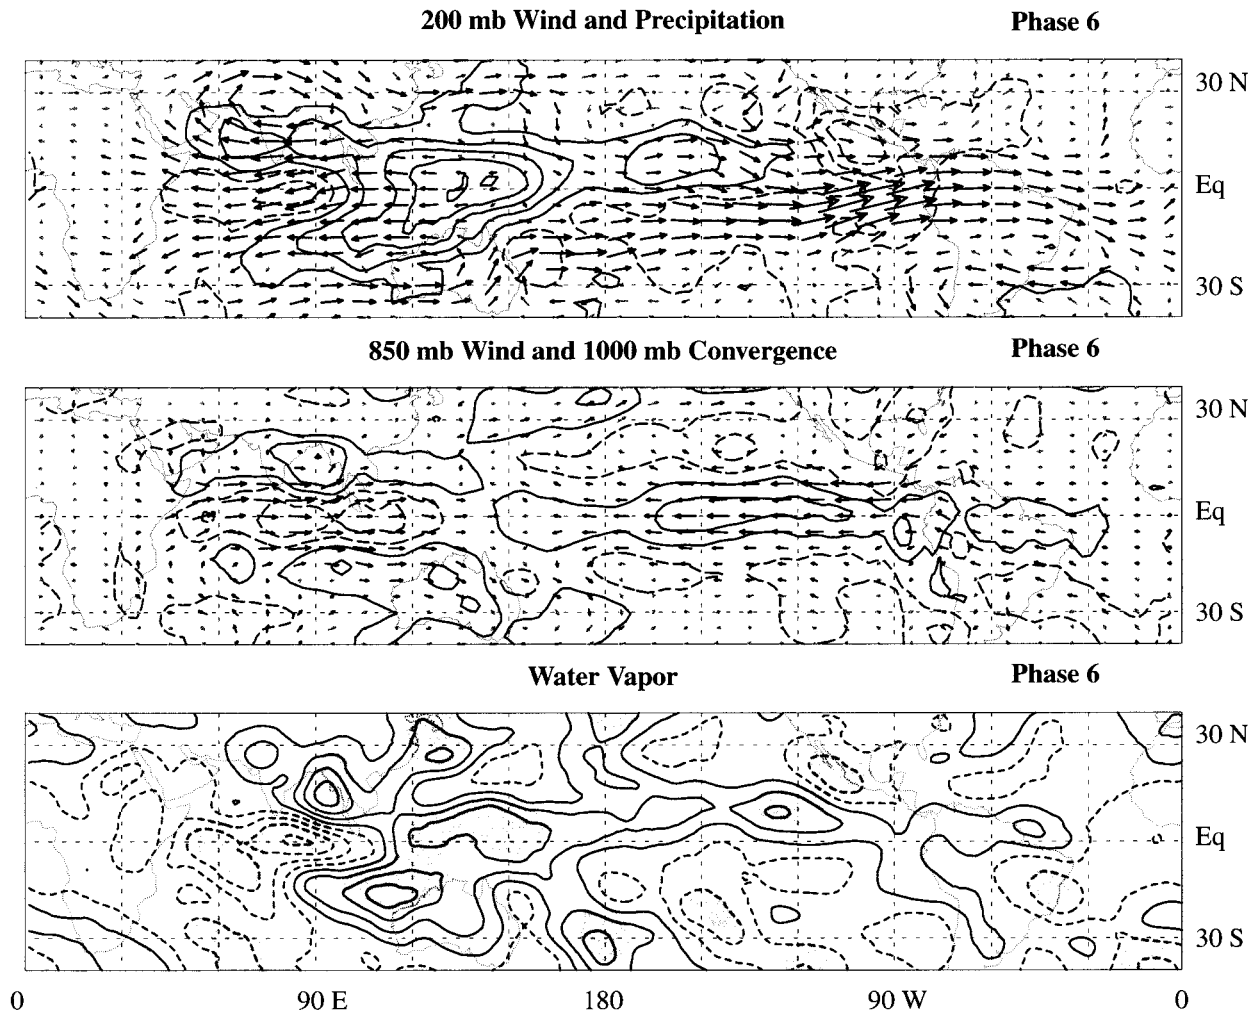 200 mb Wind and Precipitation Phase 6
30 N
Eq
30 S
850 mb Wind and 1000 mb Convergence Phase 6
30 N
Eq
30 S
Water Vapor Phase 6
30 N
Eq
30 S
0 90 E 180 90 W 0